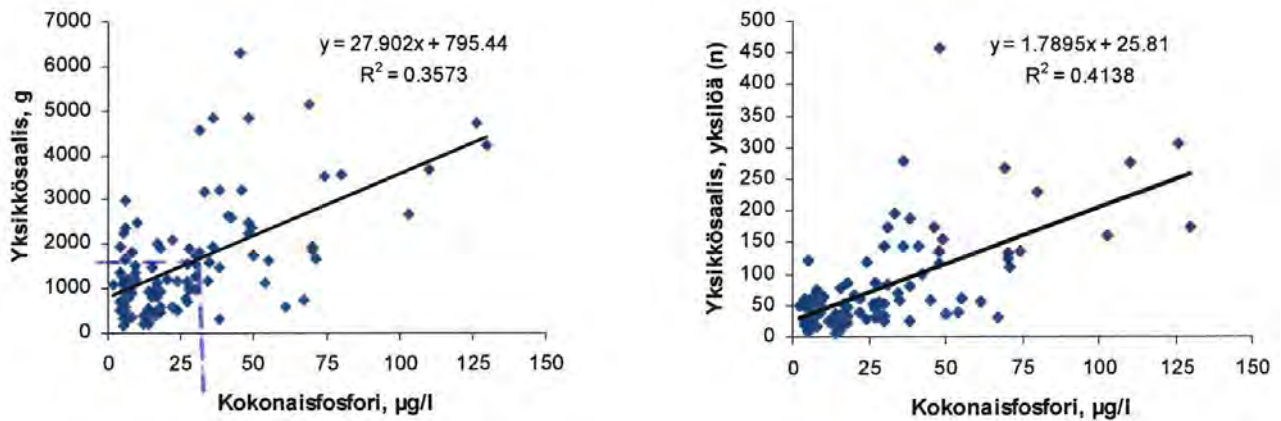 7000
6000
5000
4000
3000
2000
1000
0
Yksikkösaalis, g
y = 27.902x + 795.44
R² = 0.3573
0 25 50 75 100 125 150
Kokonaisfosfori, µg/l
500
450
400
350
300
250
200
150
100
50
0
Yksikkösaalis, yksilöä (n)
y = 1.7895x + 25.81
R² = 0.4138
0 25 50 75 100 125 150
Kokonaisfosfori, µg/l